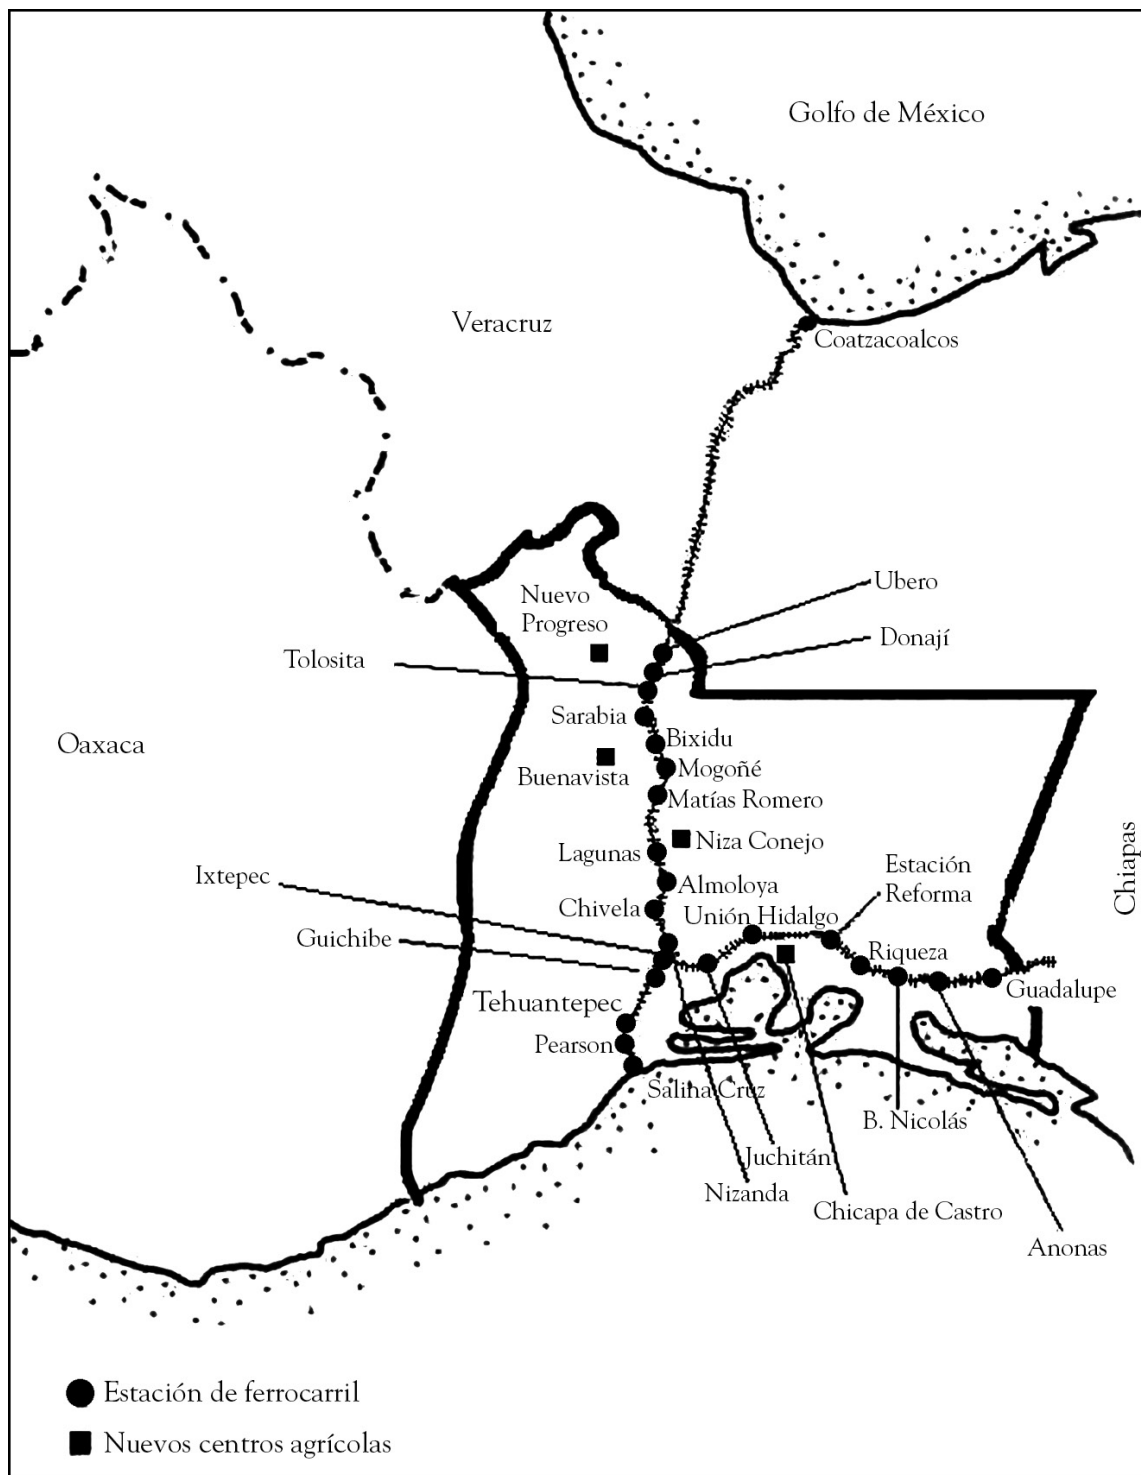 Golfo de México
Veracruz
Coatzacoalcos
Ubero
Nuevo
Progreso
Donají
Tolosita
Sarabia
Oaxaca
Bixidu
Mogoñé
Buenavista
Matías Romero
Niza Conejo
Lagunas
Chiapas
Estación
Reforma
Ixtepec
Almoloya
Chivela
Unión Hidalgo
Guichibe
Riqueza
Guadalupe
Tehuantepec
Pearson
Salina Cruz
B. Nicolás
Juchitán
Nizanda
Chicapa de Castro
Anonas
Estación de ferrocarril
Nuevos centros agrícolas